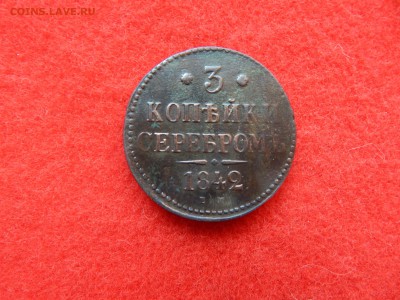 COINS.LAVE.RU
· 3 ·
КОПѢЙКИ
СЕРЕБРОМЪ
1842